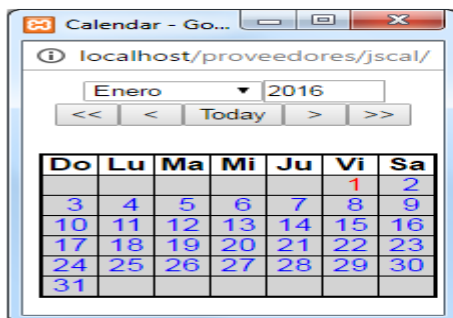 Calendar - Go...
localhost/proveedores/jscal/
Enero 2016
<< < Today > >>
Do Lu Ma Mi Ju Vi Sa
1 2
3 4 5 6 7 8 9
10 11 12 13 14 15 16
17 18 19 20 21 22 23
24 25 26 27 28 29 30
31